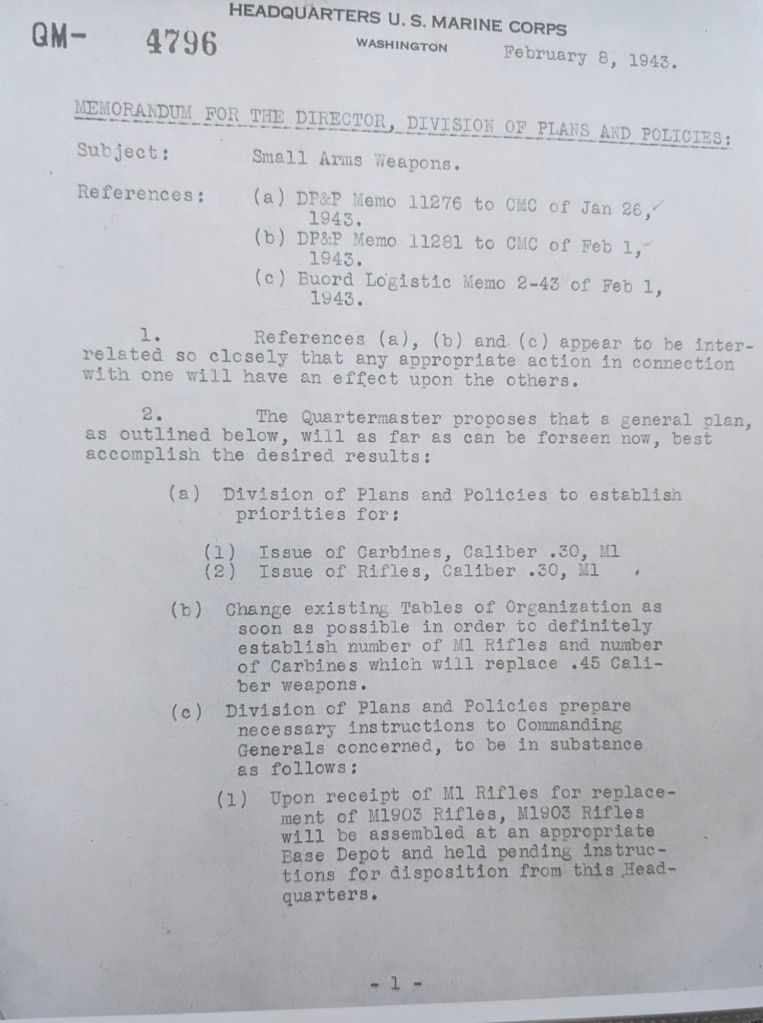 HEADQUARTERS U. S. MARINE CORPS
QM- 4796
WASHINGTON
February 8, 1943.
MEMORANDUM FOR THE DIRECTOR, DIVISION OF PLANS AND POLICIES:
Subject: Small Arms Weapons.
References: (a) DP&P Memo 11276 to CMC of Jan 26,
1943.
(b) DP&P Memo 11281 to CMC of Feb 1,
1943.
(c) Buord Logistic Memo 2-43 of Feb 1,
1943.
1. References (a), (b) and (c) appear to be inter-
related so closely that any appropriate action in connection
with one will have an effect upon the others.
2. The Quartermaster proposes that a general plan,
as outlined below, will as far as can be forseen now, best
accomplish the desired results:
(a) Division of Plans and Policies to establish
priorities for:
(1) Issue of Carbines, Caliber .30, M1
(2) Issue of Rifles, Caliber .30, M1
(b) Change existing Tables of Organization as
soon as possible in order to definitely
establish number of M1 Rifles and number
of Carbines which will replace .45 Cali-
ber weapons.
(c) Division of Plans and Policies prepare
necessary instructions to Commanding
Generals concerned, to be in substance
as follows:
(1) Upon receipt of M1 Rifles for replace-
ment of M1903 Rifles, M1903 Rifles
will be assembled at an appropriate
Base Depot and held pending instruc-
tions for disposition from this Head-
quarters.
- 1 -